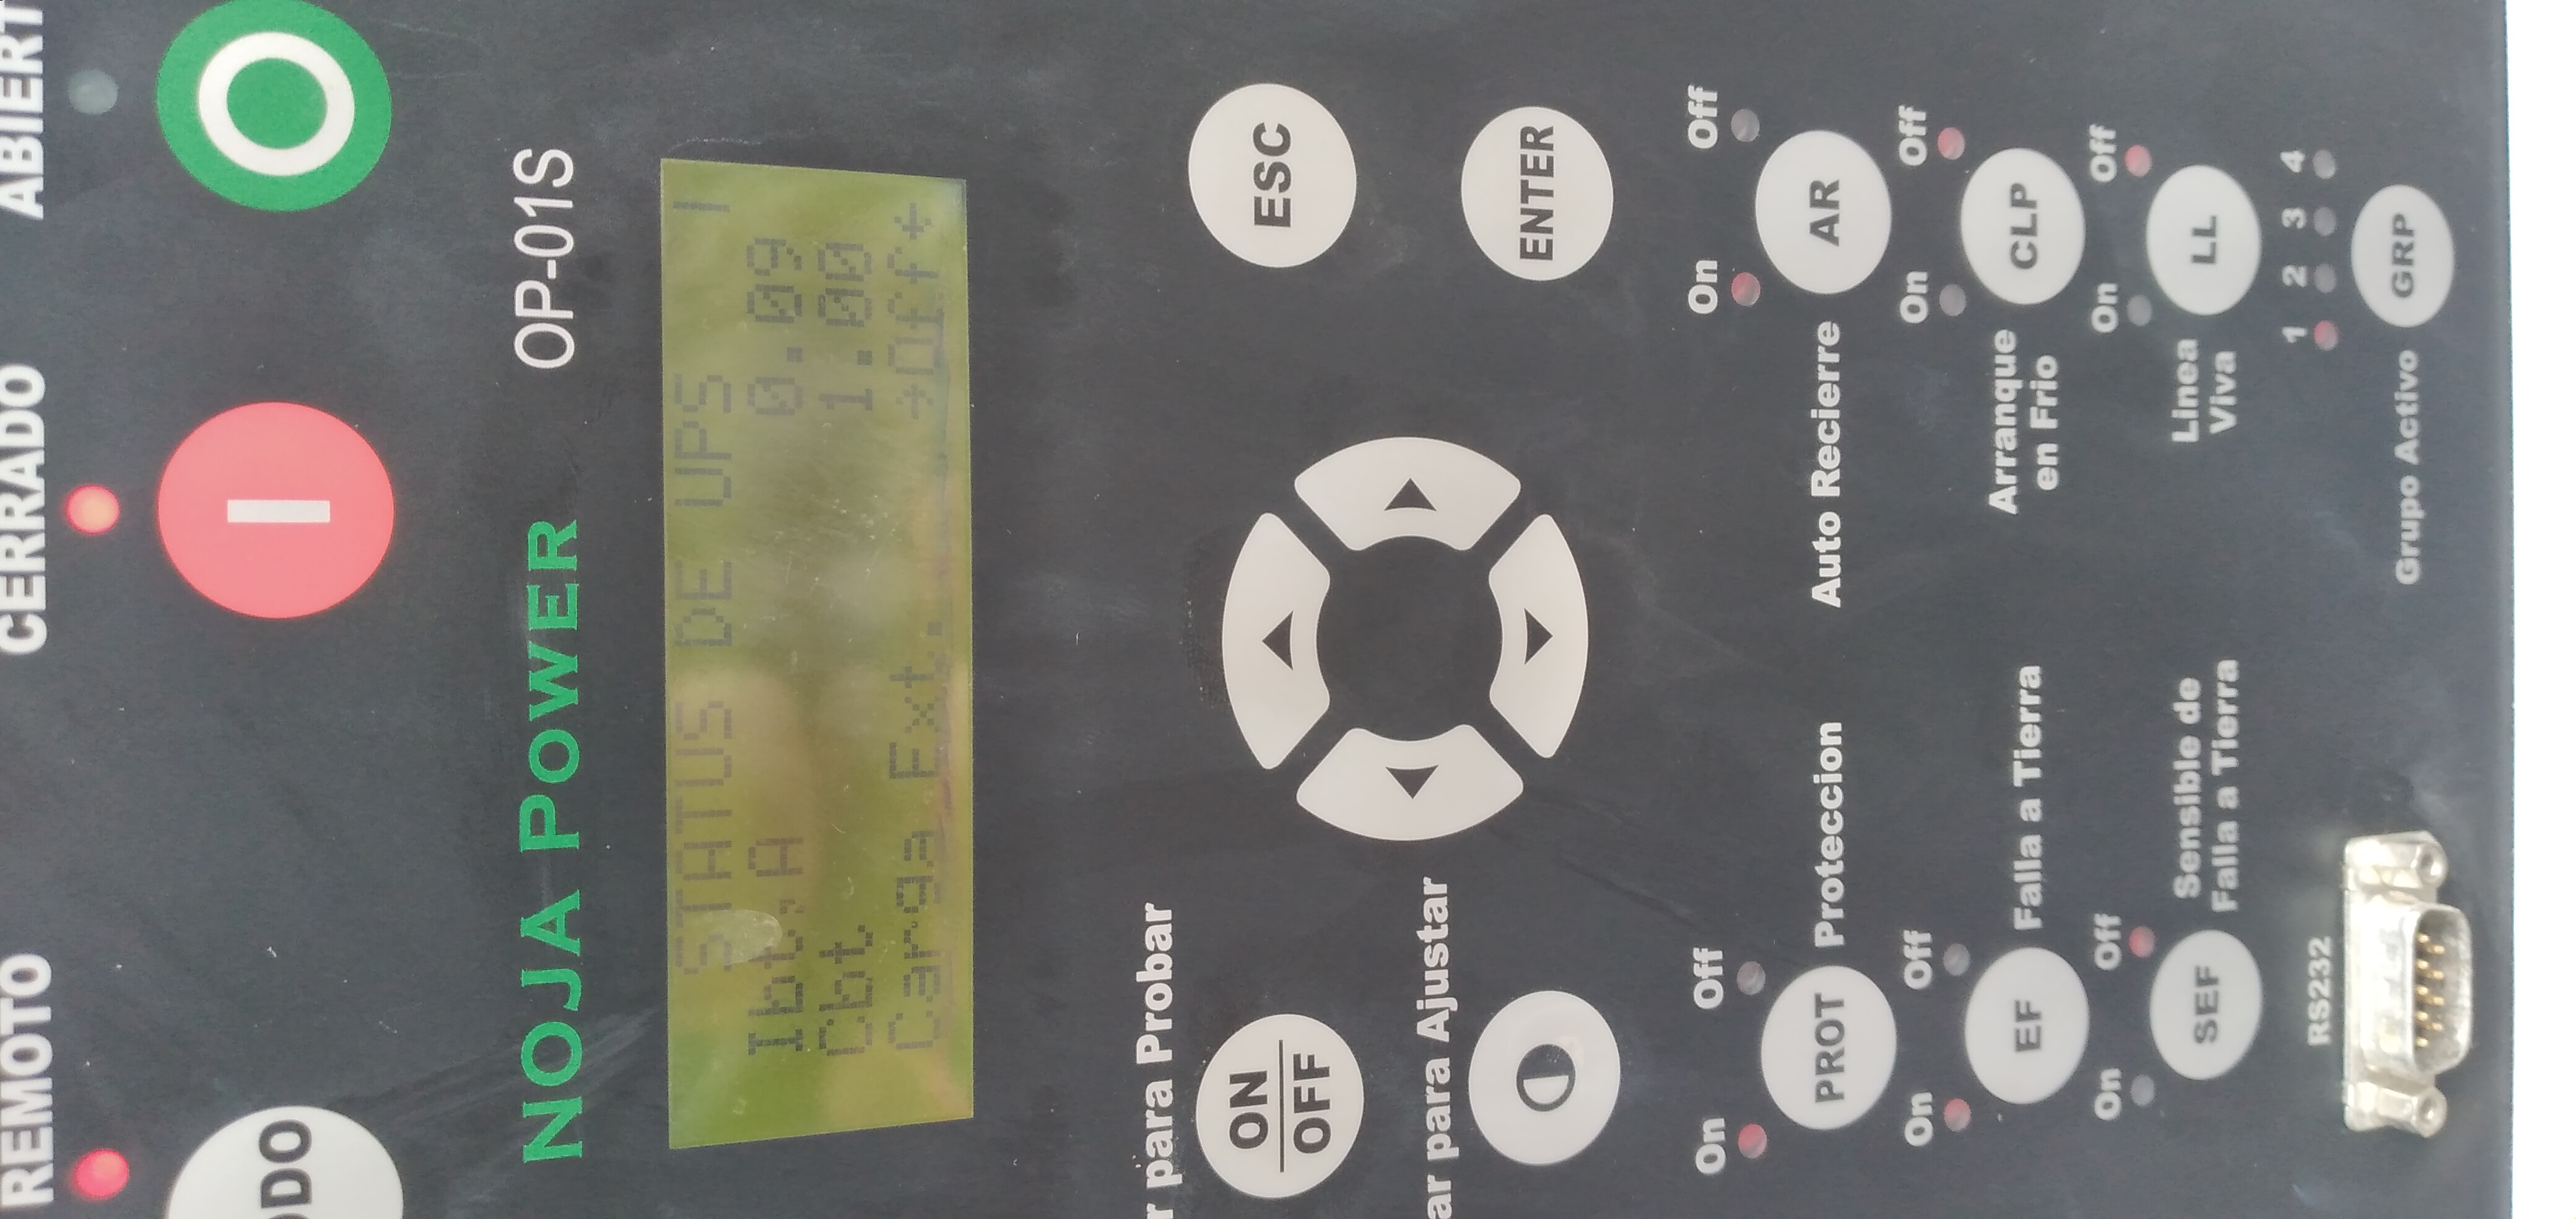 REMOTO
CERRADO
ABIERT
ODO
I
O
NOJA POWER
OP-01S
STATUS DE UPS
Ibt,A 0.09
Cbt 1.00
Carga Ext. →Off←
r para Probar
ON
OFF
ESC
ar para Ajustar
ENTER
On Off
PROT
Proteccion
On Off
Auto Recierre
AR
On Off
EF
Falla a Tierra
On Off
Arranque
en Frio
CLP
On Off
SEF
Sensible de
Falla a Tierra
On Off
Linea
Viva
LL
RS232
1 2 3 4
Grupo Activo
GRP